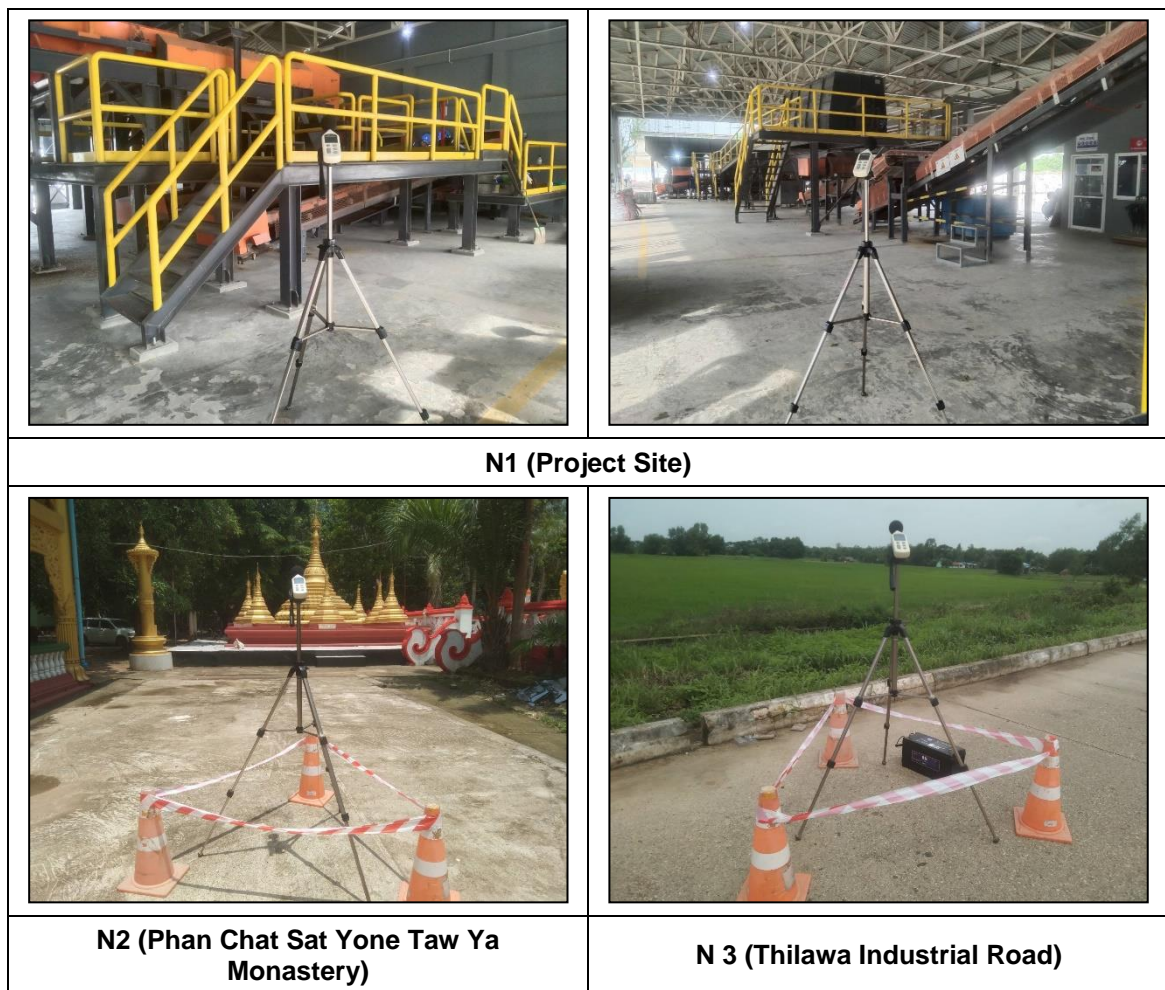 N1 (Project Site)
N2 (Phan Chat Sat Yone Taw Ya
Monastery)
N 3 (Thilawa Industrial Road)